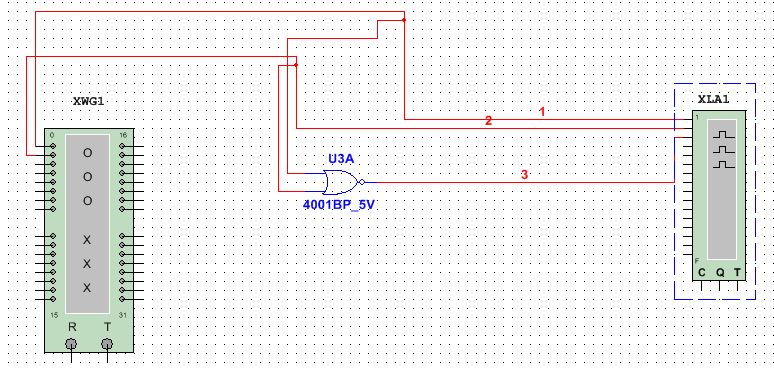 1
2
XWG1
XLA1
0 16
1
O
O
O
U3A
3
4001BP_5V
X
X
X
F
C Q T
15 31
R T